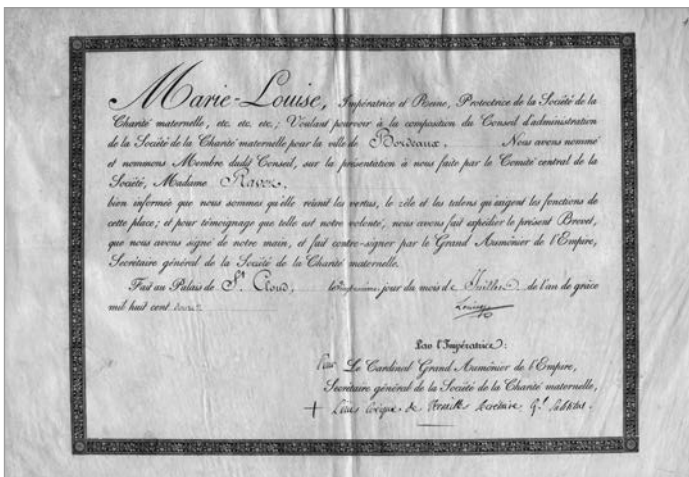 Marie-Louise, Impératrice et Reine, Protectrice de la Société de la
Charité maternelle, etc. etc. etc.; Voulant pourvoir à la composition du Conseil d'administration
de la Société de la Charité maternelle pour la ville de Bordeaux. Nous avons nommé
et nommons Membre dudit Conseil, sur la présentation à nous faite par le Comité central de la
Société, Madame Ravez,
bien informée que nous sommes qu'elle réunit les vertus, le zèle et les talens qu'exigent les fonctions de
cette place; et pour témoignage que telle est notre volonté, nous avons fait expédier le présent Brevet,
que nous avons signé de notre main, et fait contre-signer par le Grand Aumônier de l'Empire,
Secrétaire général de la Société de la Charité maternelle.
Fait au Palais de St. Cloud, le jour du mois de Juillet de l'an de grâce
mil huit cent
Louise
Par l'Impératrice:
Pour Le Cardinal Grand Aumônier de l'Empire,
Secrétaire général de la Société de la Charité maternelle,
+ Louis évêque de Versailles Secrétaire Gl. Substitut.